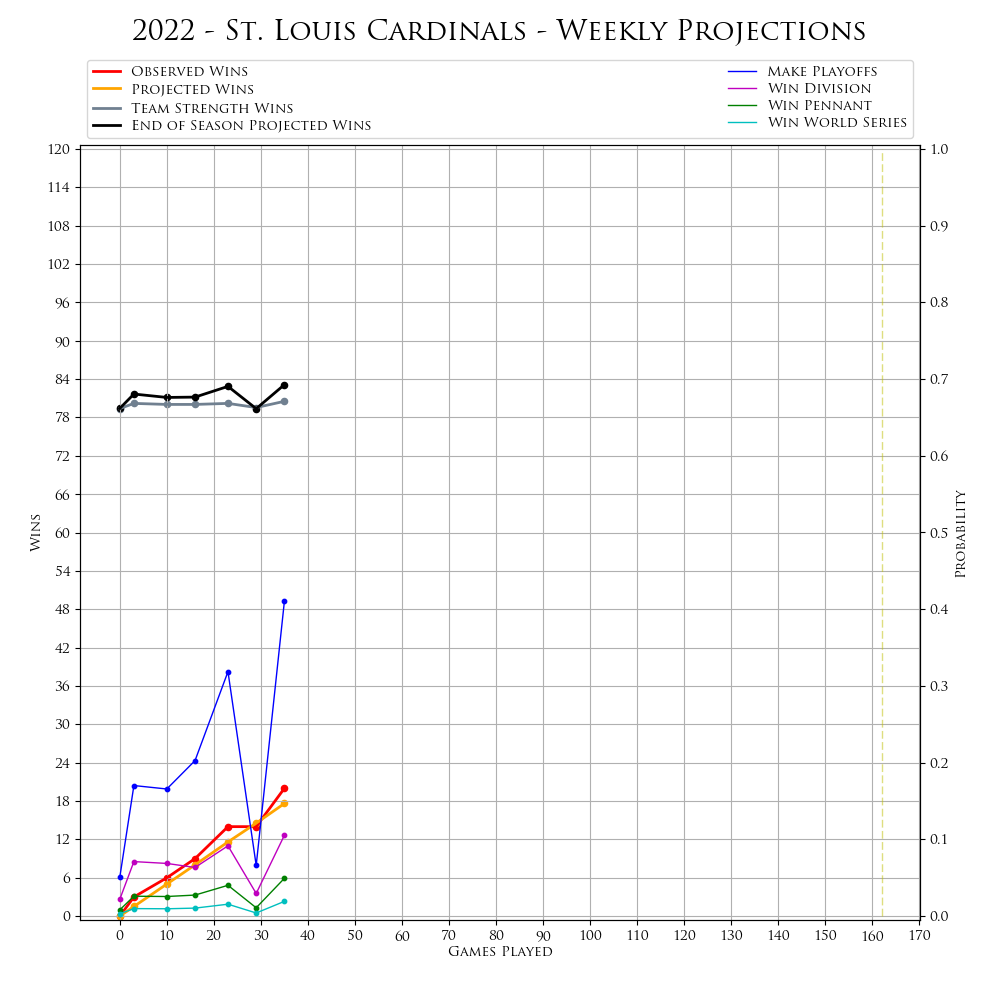 2022 - St. Louis Cardinals - Weekly Projections
Observed Wins
Projected Wins
Team Strength Wins
End of Season Projected Wins
Make Playoffs
Win Division
Win Pennant
Win World Series
120
114
108
102
96
90
84
78
72
66
60
54
48
42
36
30
24
18
12
6
0
Wins
1.0
0.9
0.8
0.7
0.6
0.5
0.4
0.3
0.2
0.1
0.0
Probability
0 10 20 30 40 50 60 70 80 90 100 110 120 130 140 150 160 170
Games Played